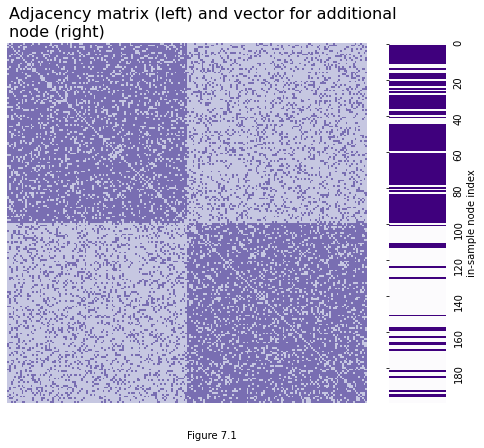 Adjacency matrix (left) and vector for additional
node (right)
0
20
40
60
80
100
120
140
160
180
in-sample node index
Figure 7.1